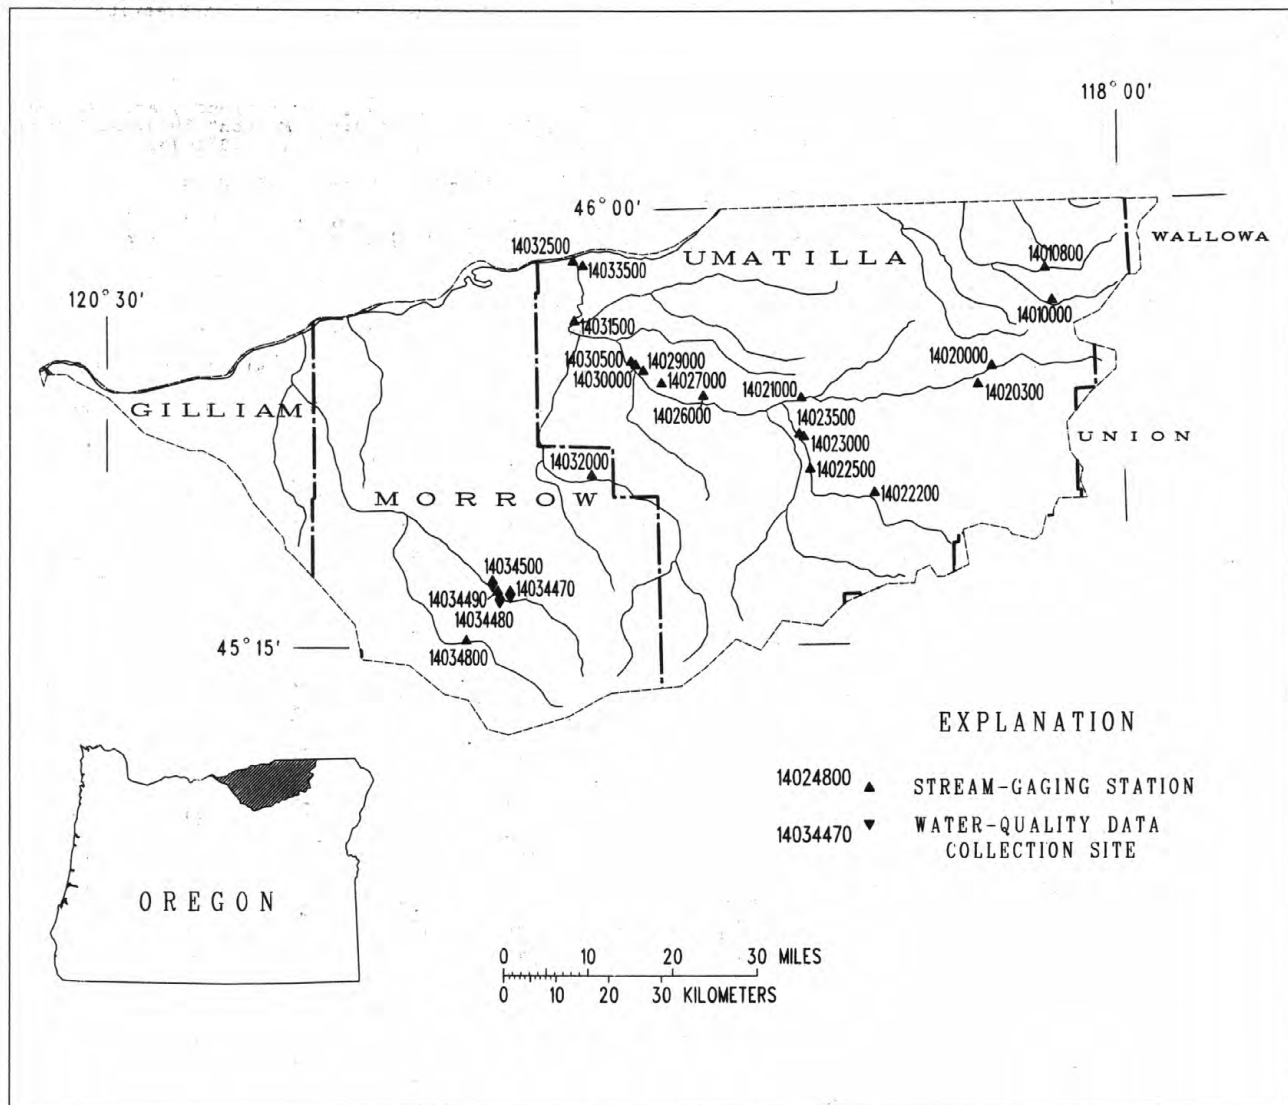 118°00'
46°00'
WALLOWA
14010800
UMATILLA
14032500
14033500
120°30'
14010000
14031500
14020000
14030500
14029000
14030000
14027000
14021000
14020300
GILLIAM
14026000
14023500
UNION
14023000
14022500
14032000
14022200
MORROW
14034500
14034470
14034490
14034480
45°15'
14034800
EXPLANATION
14024800 STREAM-GAGING STATION
14034470 WATER-QUALITY DATA
COLLECTION SITE
OREGON
0 10 20 30 MILES
0 10 20 30 KILOMETERS